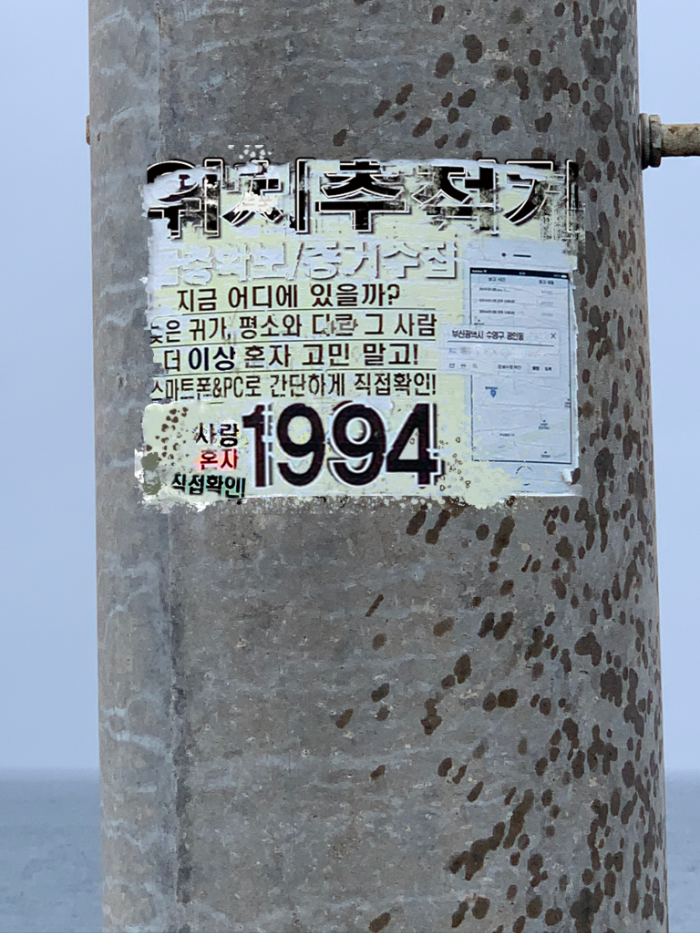 위치추적기
증확보/증거수집
지금 어디에 있을까?
늦은 귀가, 평소와 다른 그 사람
더 이상 혼자 고민 말고!
스마트폰&PC로 간단하게 직접확인!
부산광역시 수영구 광안동
사랑
혼자
직접확인!
1994